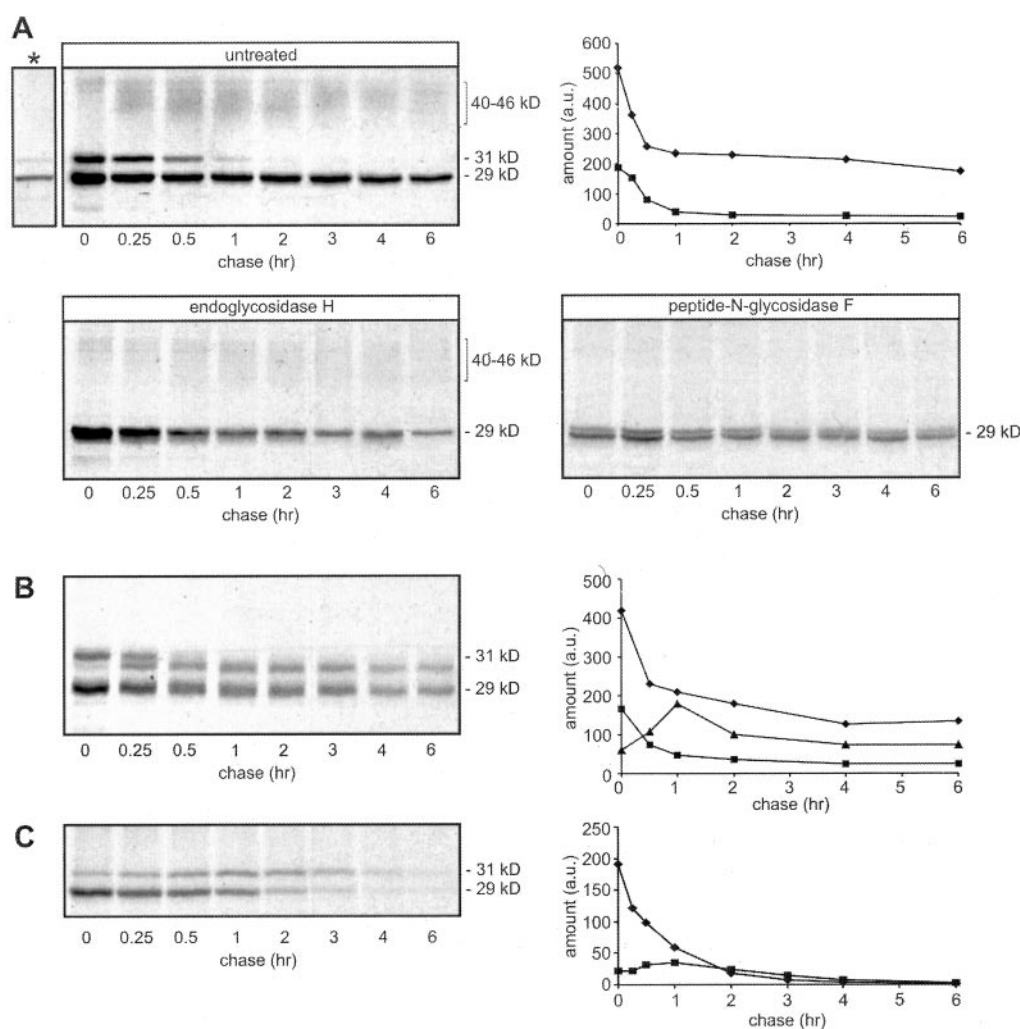 A
*
untreated
40-46 kD
- 31 kD
- 29 kD
0 0.25 0.5 1 2 3 4 6
chase (hr)
600
500
400
300
200
100
0
amount (a.u.)
0 1 2 3 4 5 6
chase (hr)
endoglycosidase H
40-46 kD
- 29 kD
0 0.25 0.5 1 2 3 4 6
chase (hr)
peptide-N-glycosidase F
- 29 kD
0 0.25 0.5 1 2 3 4 6
chase (hr)
B
- 31 kD
- 29 kD
0 0.25 0.5 1 2 3 4 6
chase (hr)
500
400
300
200
100
0
amount (a.u.)
0 1 2 3 4 5 6
chase (hr)
C
- 31 kD
- 29 kD
0 0.25 0.5 1 2 3 4 6
chase (hr)
250
200
150
100
50
0
amount (a.u.)
0 1 2 3 4 5 6
chase (hr)